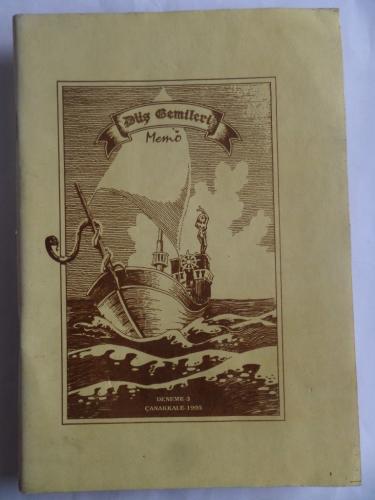 Düş Gemileri
Memo
DENEME-3
ÇANAKKALE-1995